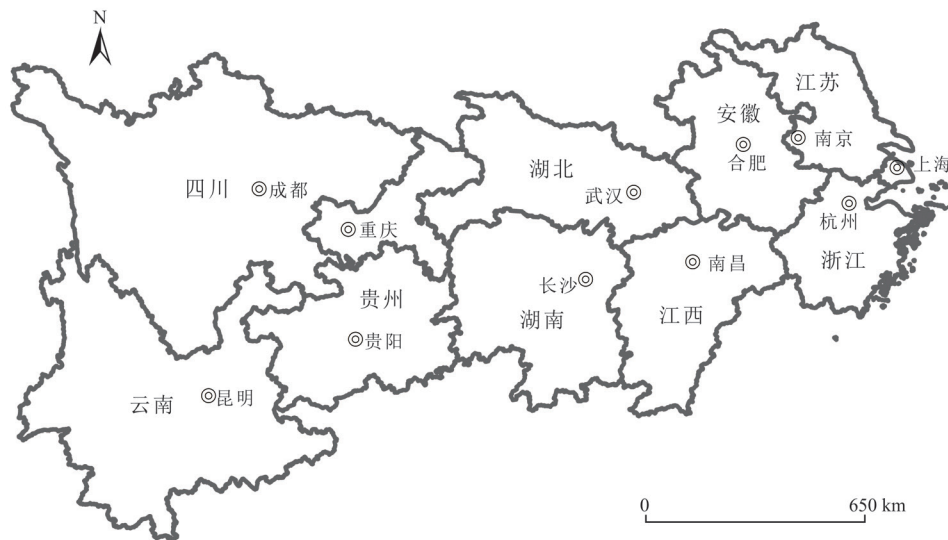 N
江苏
安徽
南京
合肥
上海
四川
成都
湖北
武汉
杭州
重庆
浙江
长沙
南昌
贵州
湖南
江西
贵阳
云南
昆明
0
650 km